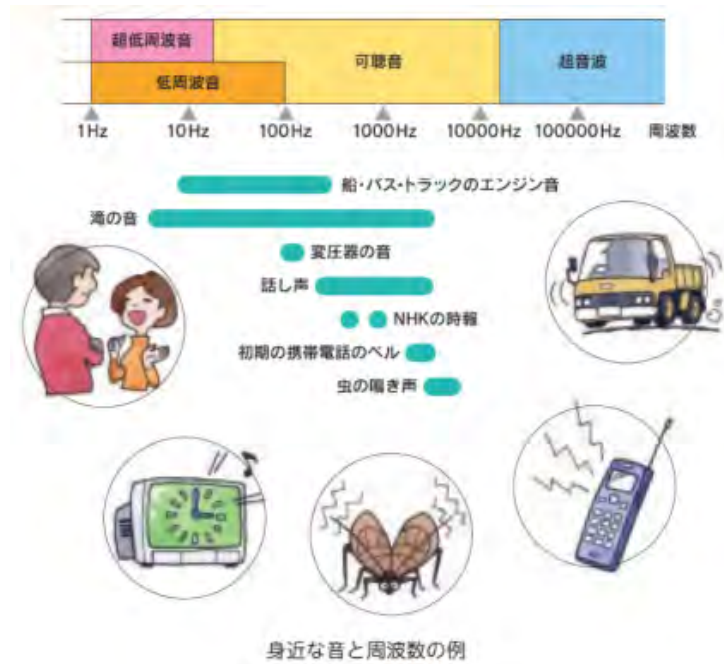 超低周波音
可聴音
超音波
低周波音
1Hz 10Hz 100Hz 1000Hz 10000Hz 100000Hz 周波数
船・バス・トラックのエンジン音
滝の音
変圧器の音
話し声
NHKの時報
初期の携帯電話のベル
虫の鳴き声
身近な音と周波数の例